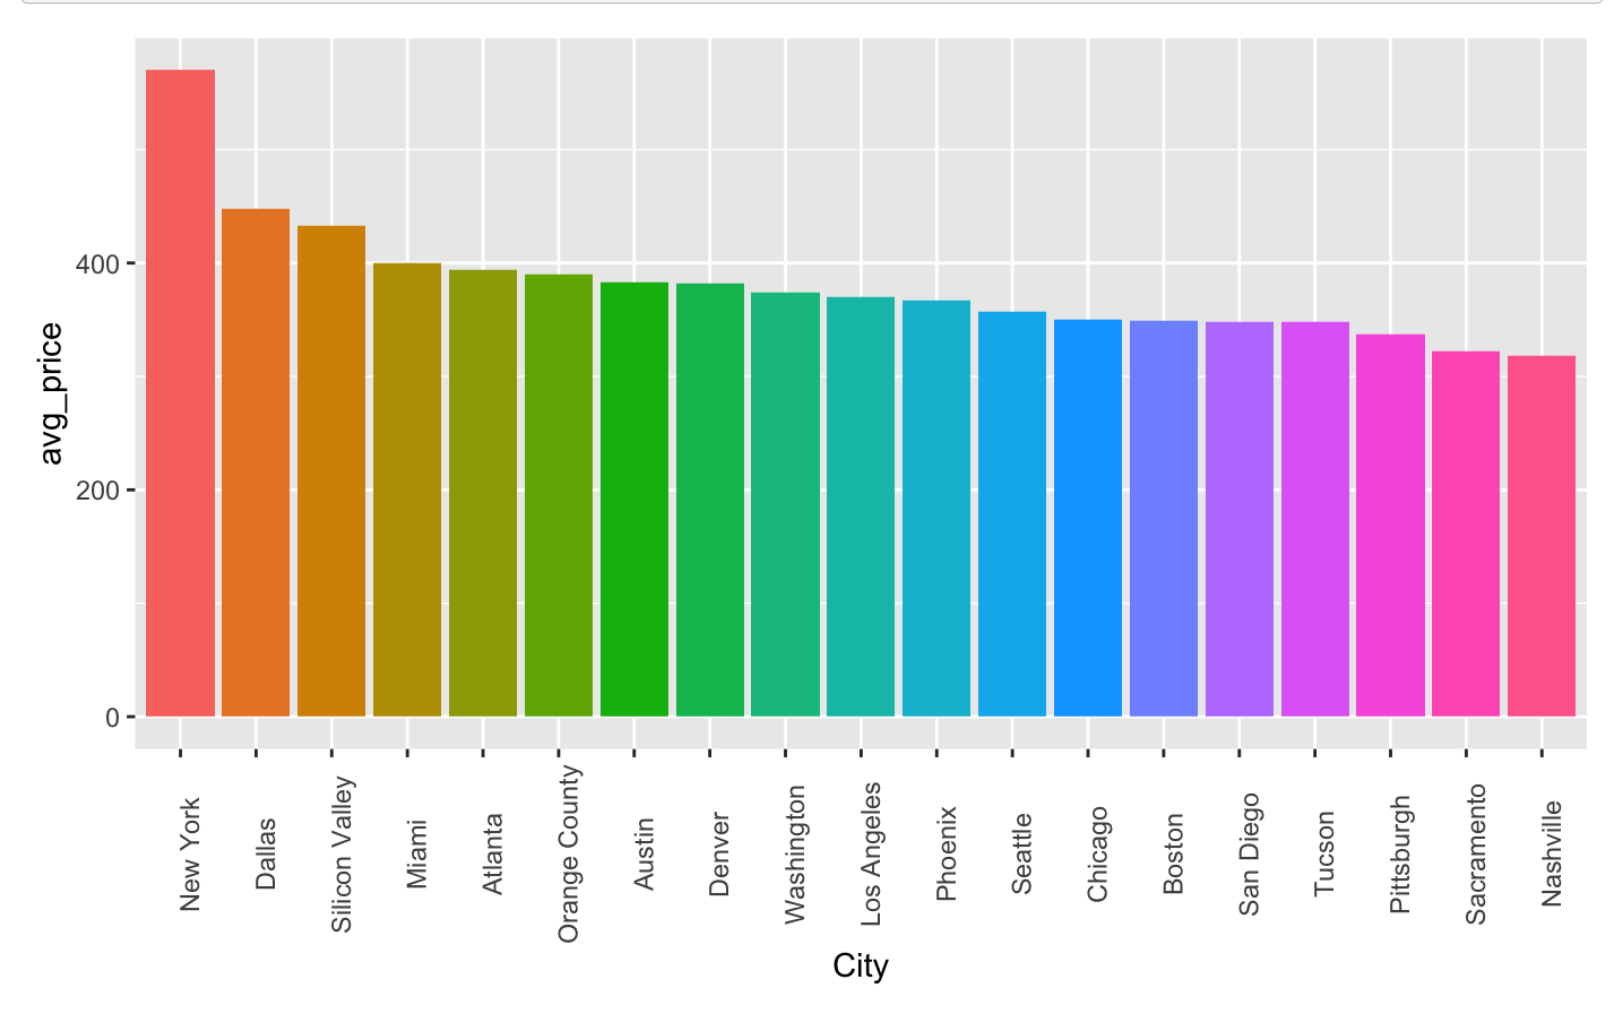 avg_price
400
200
0
New York
Dallas
Silicon Valley
Miami
Atlanta
Orange County
Austin
Denver
Washington
Los Angeles
Phoenix
Seattle
Chicago
Boston
San Diego
Tucson
Pittsburgh
Sacramento
Nashville
City